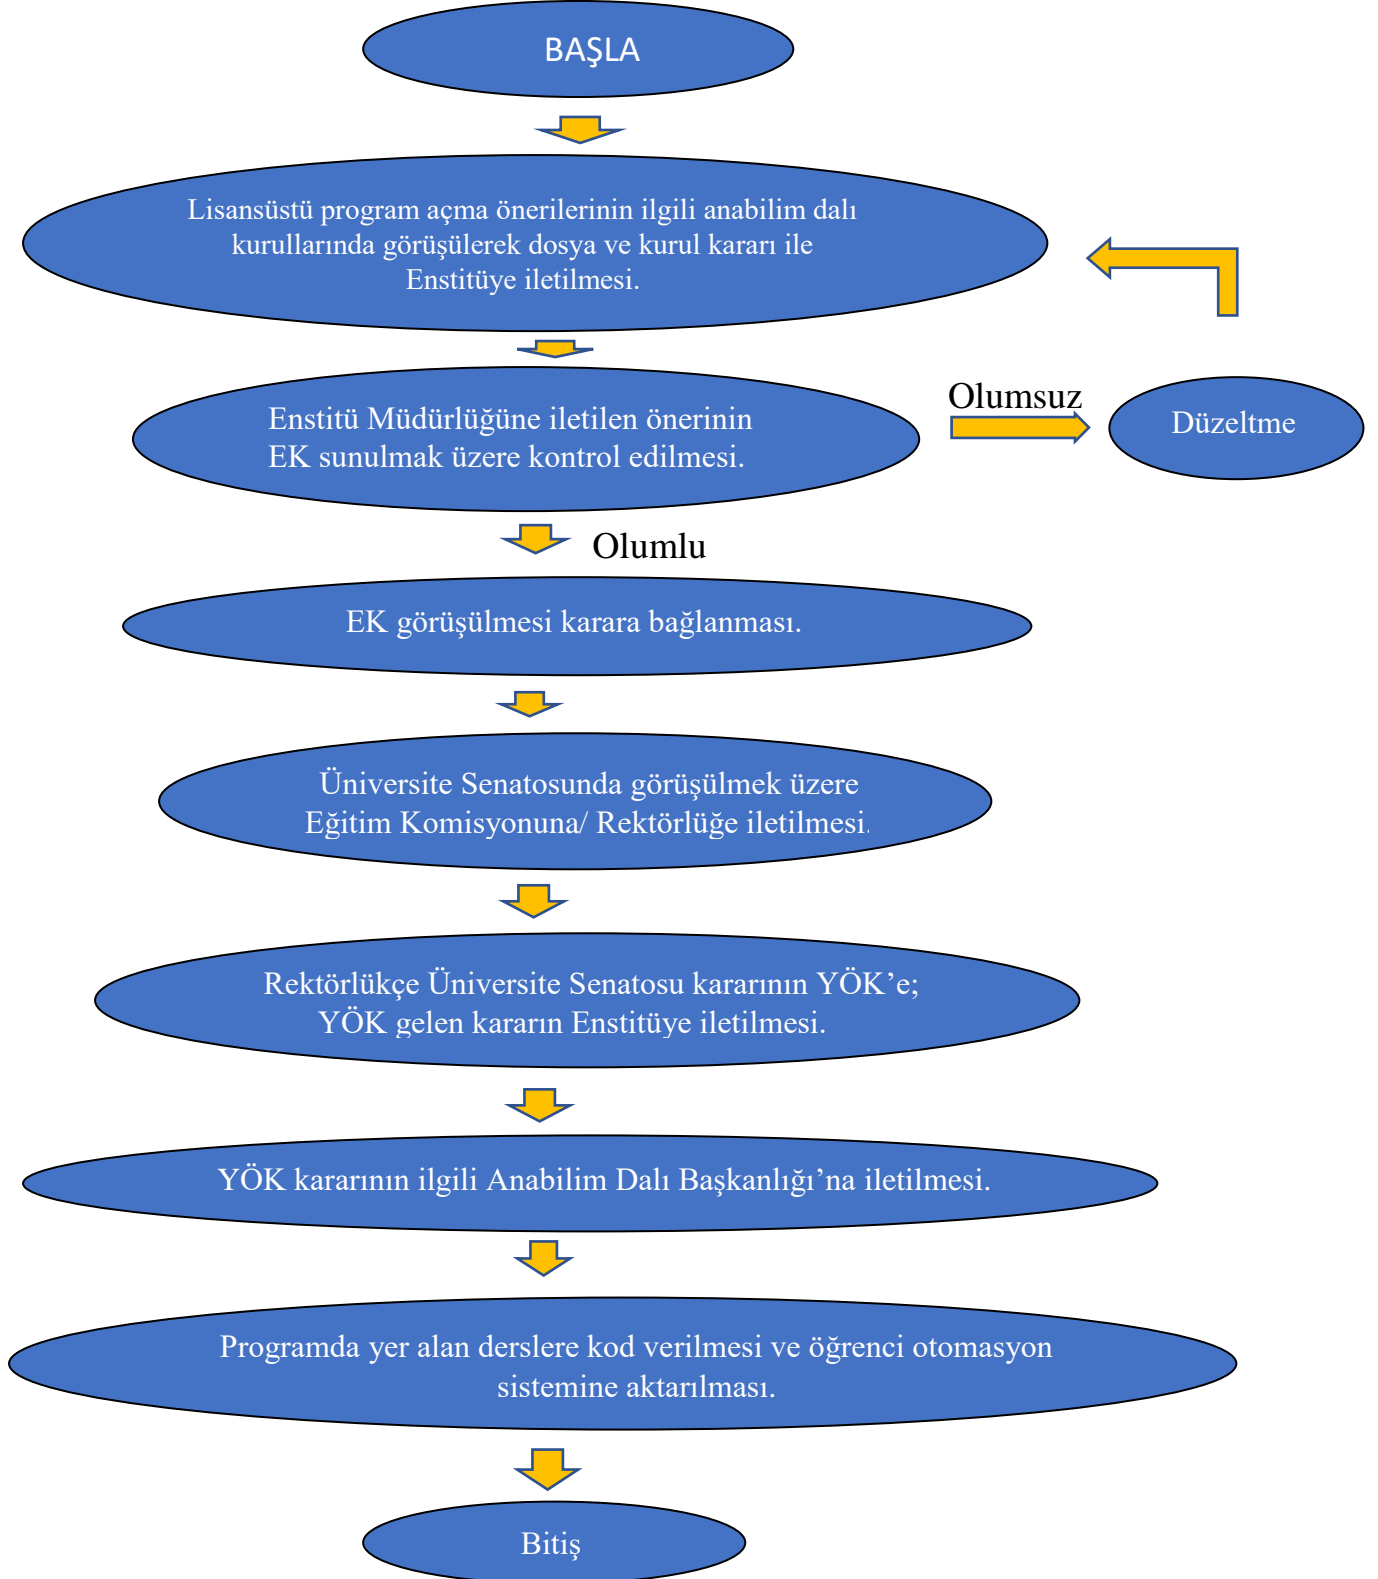 BAŞLA
Lisansüstü program açma önerilerinin ilgili anabilim dalı
kurullarında görüşülerek dosya ve kurul kararı ile
Enstitüye iletilmesi.
Enstitü Müdürlüğüne iletilen önerinin
EK sunulmak üzere kontrol edilmesi.
Olumsuz
Düzeltme
Olumlu
EK görüşülmesi karara bağlanması.
Üniversite Senatosunda görüşülmek üzere
Eğitim Komisyonuna/ Rektörlüğe iletilmesi.
Rektörlükçe Üniversite Senatosu kararının YÖK’e;
YÖK gelen kararın Enstitüye iletilmesi.
YÖK kararının ilgili Anabilim Dalı Başkanlığı’na iletilmesi.
Programda yer alan derslere kod verilmesi ve öğrenci otomasyon
sistemine aktarılması.
Bitiş